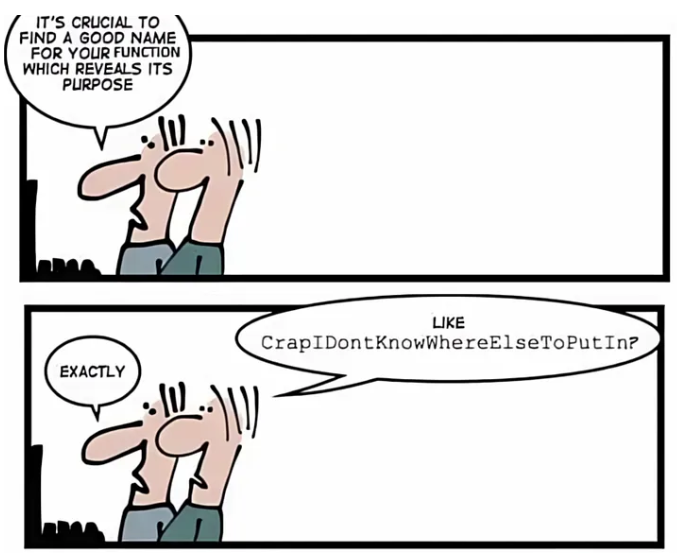 IT'S CRUCIAL TO
FIND A GOOD NAME
FOR YOUR FUNCTION
WHICH REVEALS ITS
PURPOSE
LIKE
CrapIDontKnowWhereElseToPutIn?
EXACTLY